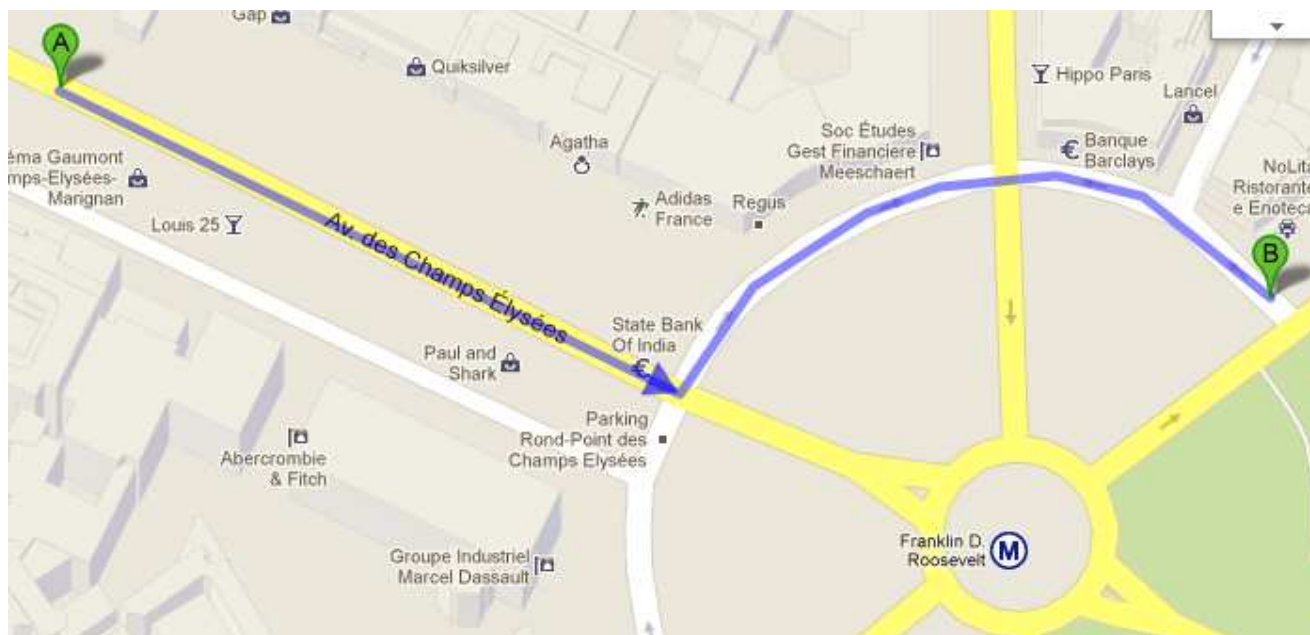 Gap
A
Quiksilver
Hippo Paris
Lancel
Agatha
Soc Études
Gest Financiere
Meeschaert
€ Banque
Barclays
NoLita
Ristorante
e Enoteca
éma Gaumont
mps-Elysées-
Marignan
Louis 25
Adidas
France
Regus
B
Av. des Champs Élysées
State Bank
Of India
€
Paul and
Shark
Parking
Rond-Point des
Champs Elysées
Abercrombie
& Fitch
Groupe Industriel
Marcel Dassault
Franklin D.
Roosevelt
M